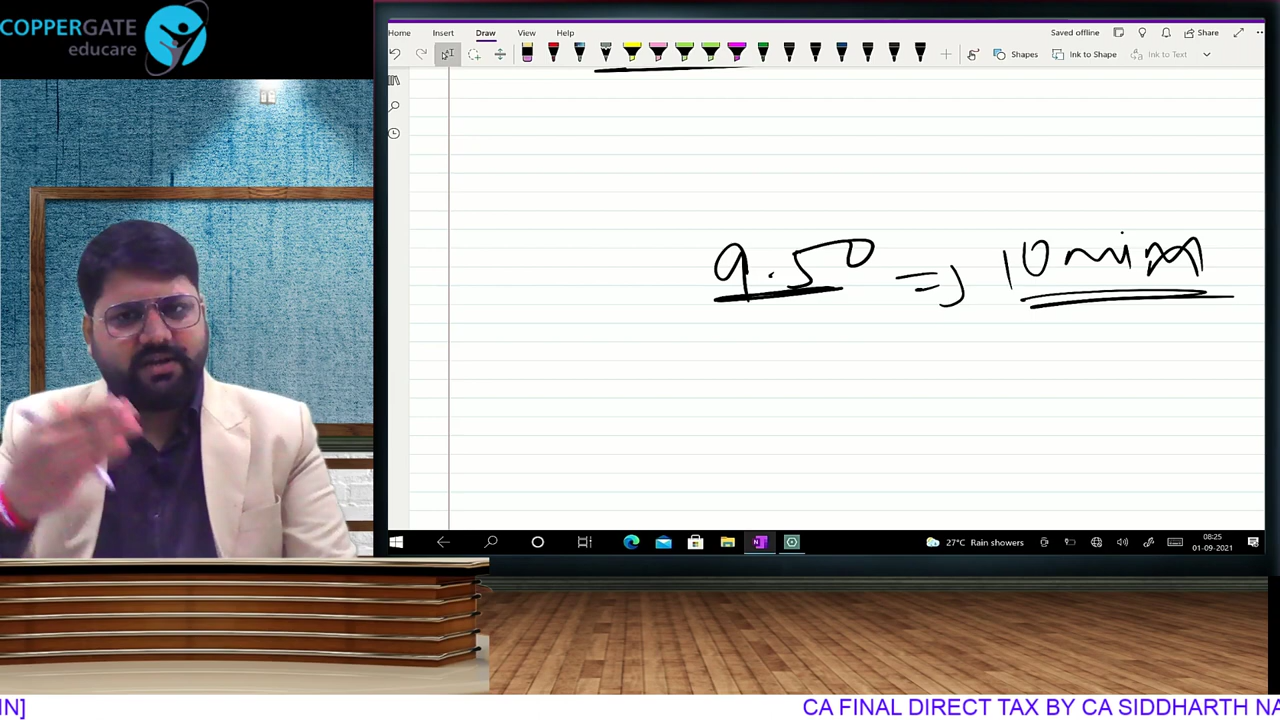 COPPERGATE
educare
Home Insert Draw View Help
Saved offline
Share
Shapes
Ink to Shape
Ink to Text
9.50 => 10 min
27°C Rain showers
08:25
01-09-2021
IN]
CA FINAL DIRECT TAX BY CA SIDDHARTH NA